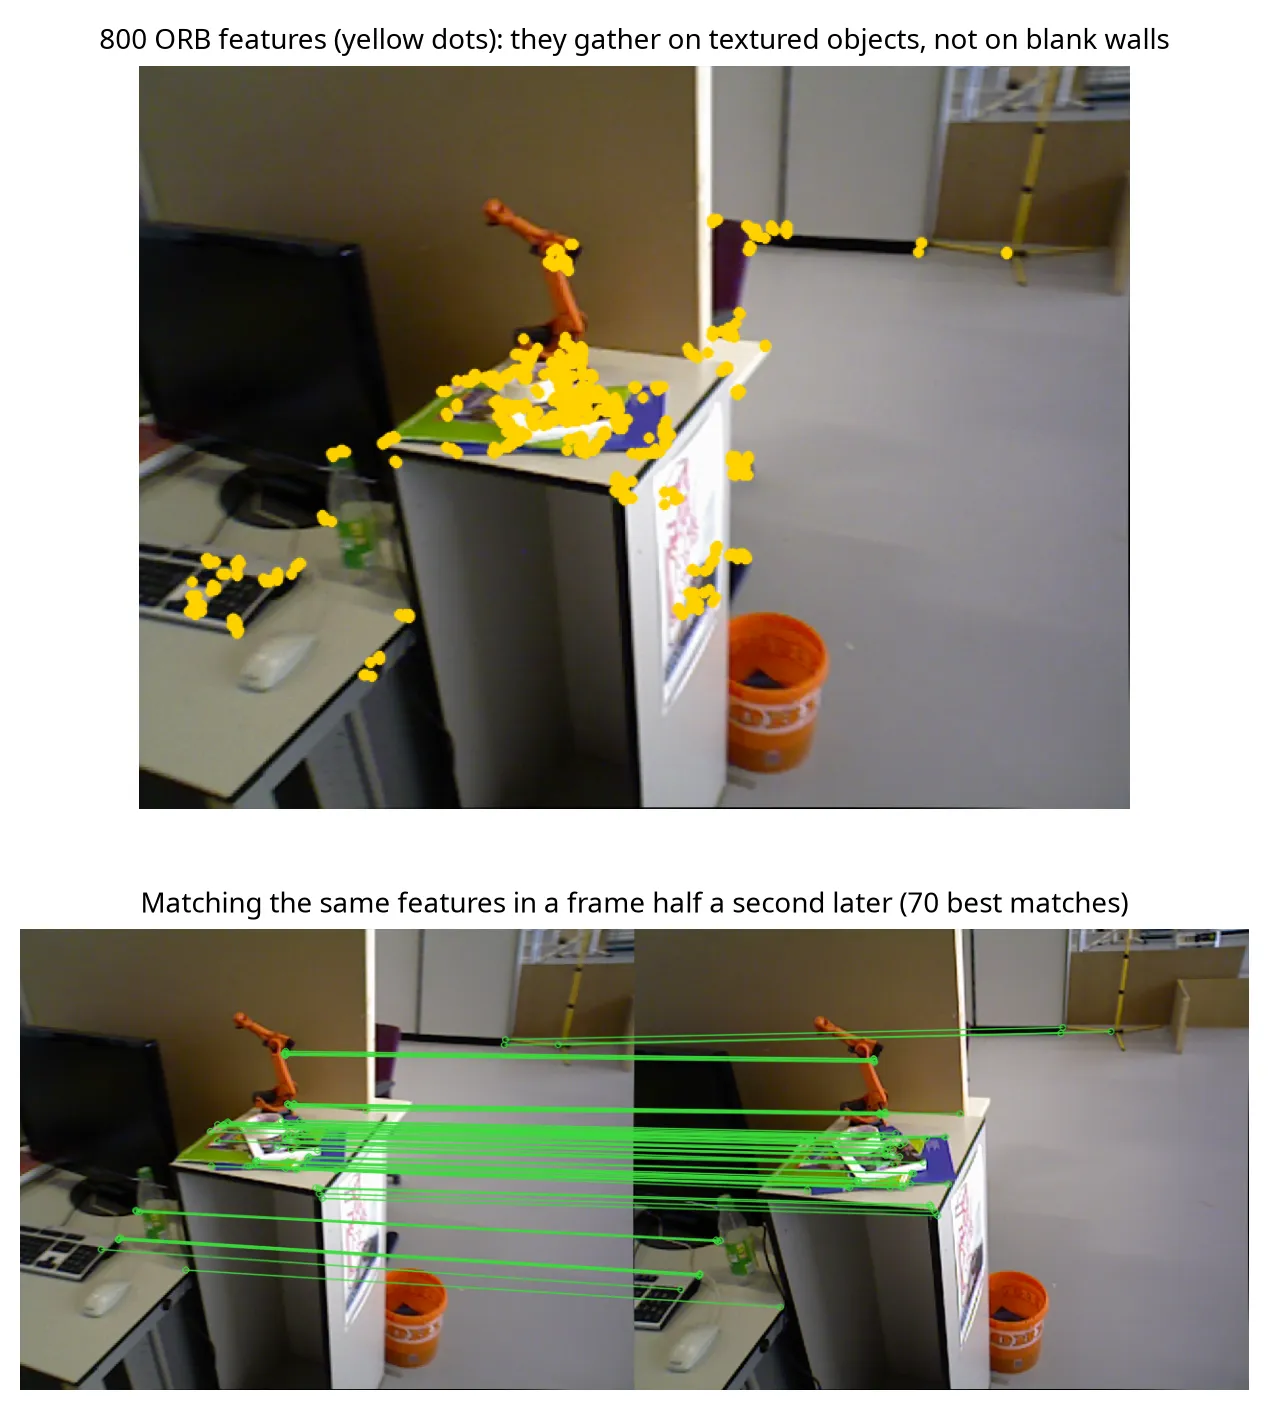 800 ORB features (yellow dots): they gather on textured objects, not on blank walls
Matching the same features in a frame half a second later (70 best matches)